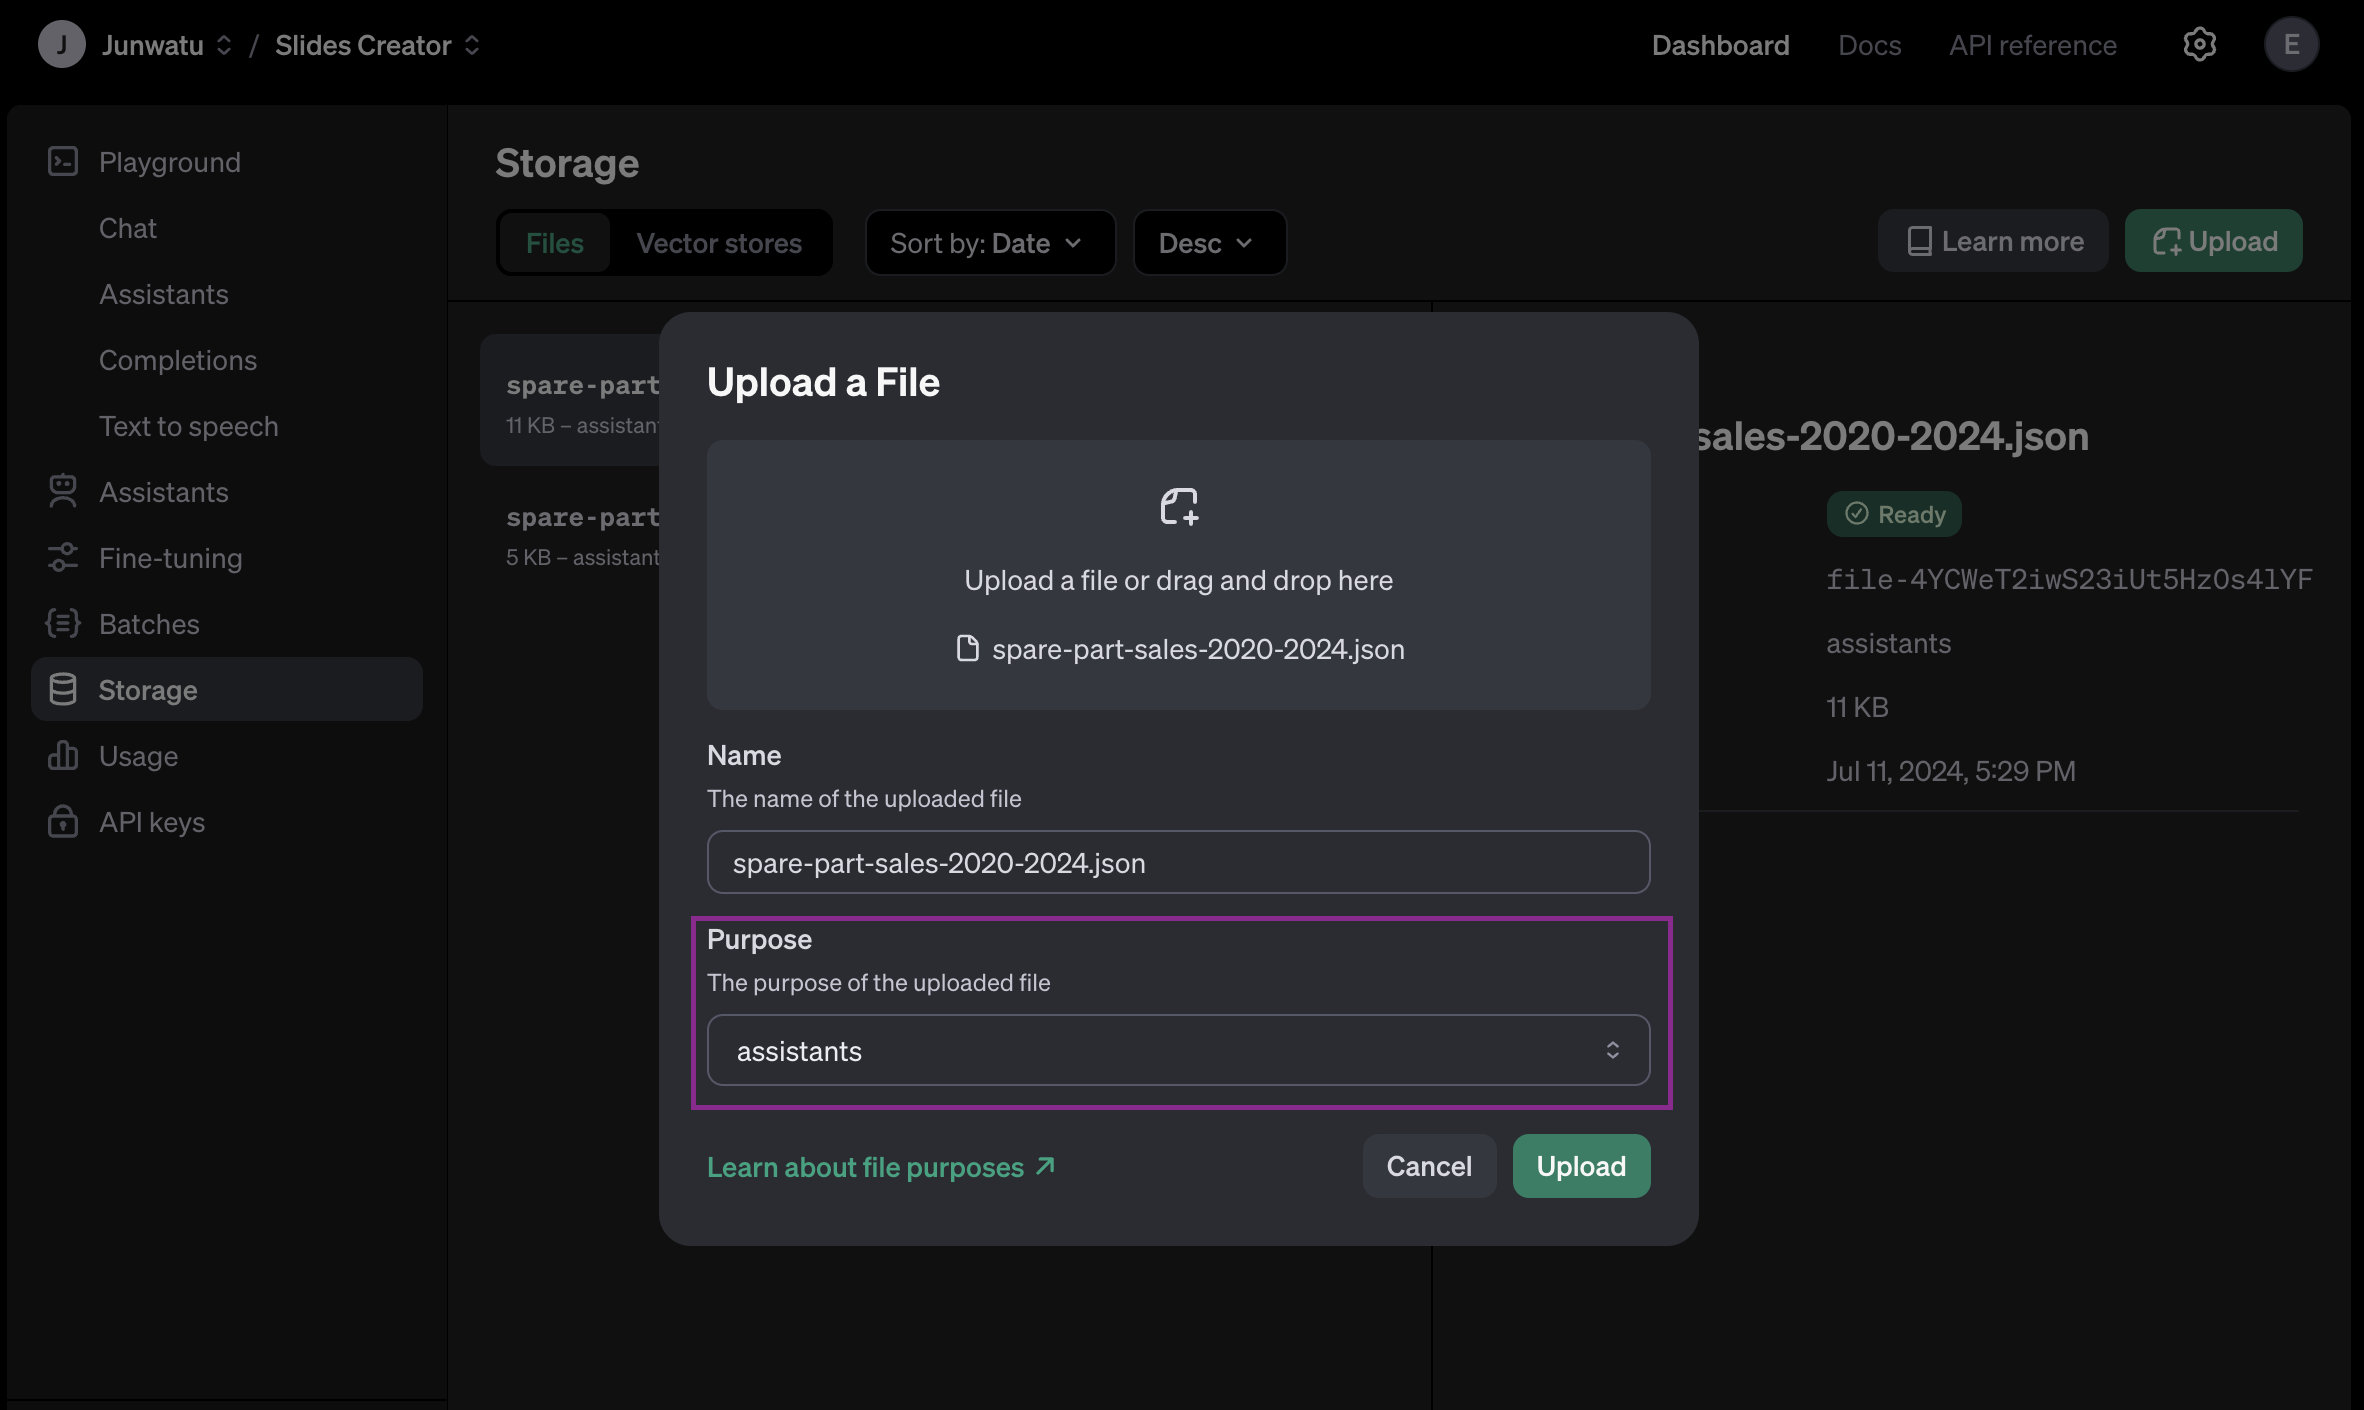 J Junwatu / Slides Creator
Dashboard Docs API reference E
Playground
Chat
Assistants
Completions
Text to speech
Assistants
Fine-tuning
Batches
Storage
Usage
API keys
Storage
Files Vector stores Sort by: Date Desc Learn more Upload
spare-part
11 KB – assistan
spare-part
5 KB – assistant
sales-2020-2024.json
Ready
file-4YCWeT2iwS23iUt5HzOs4lYF
assistants
11 KB
Jul 11, 2024, 5:29 PM
Upload a File
Upload a file or drag and drop here
spare-part-sales-2020-2024.json
Name
The name of the uploaded file
spare-part-sales-2020-2024.json
Purpose
The purpose of the uploaded file
assistants
Learn about file purposes
Cancel Upload